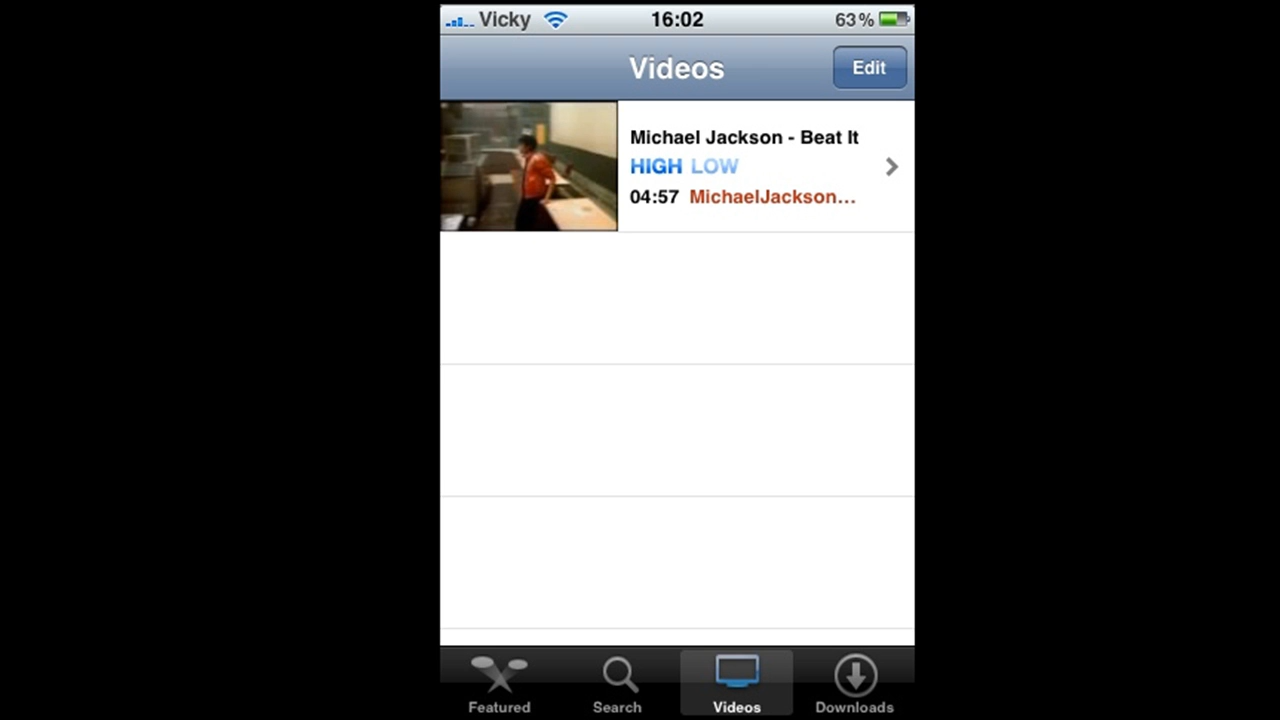 Vicky 16:02 63%
Videos Edit
Michael Jackson - Beat It
HIGH LOW
04:57 MichaelJackson...
Featured Search Videos Downloads